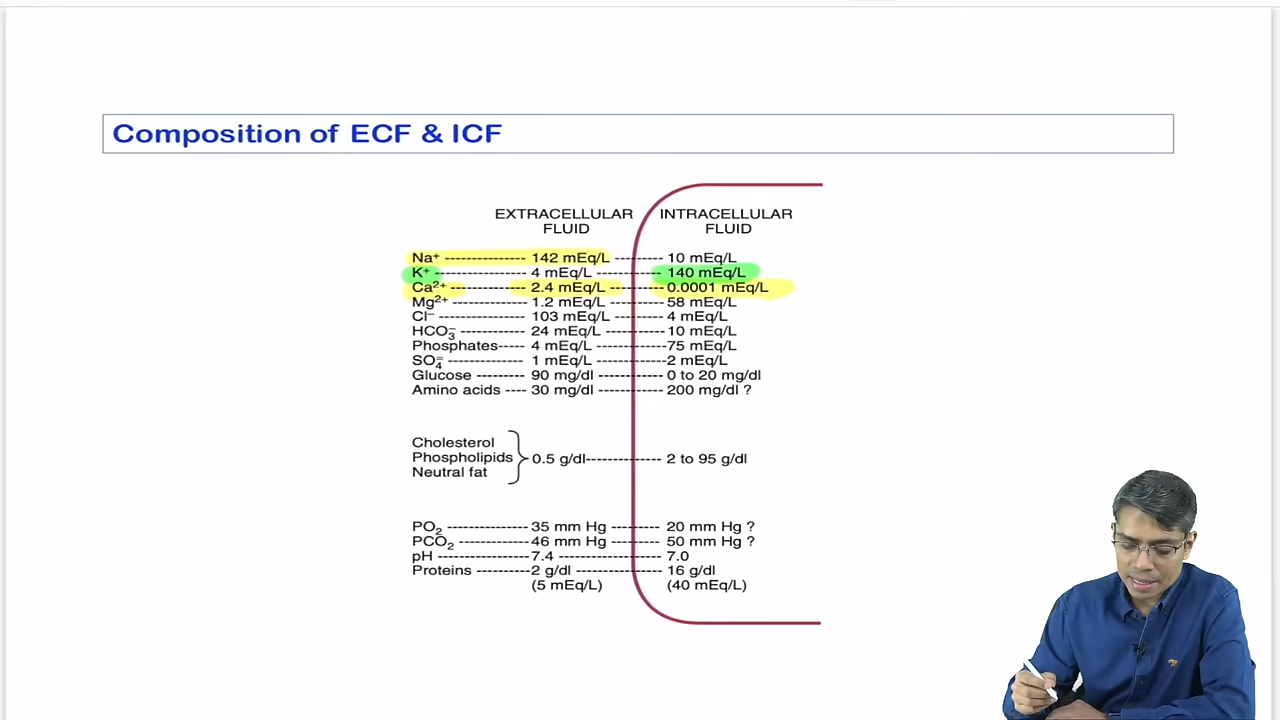 Composition of ECF & ICF
EXTRACELLULAR FLUID
INTRACELLULAR FLUID
Na⁺ --------------- 142 mEq/L --------- 10 mEq/L
K⁺ ----------------- 4 mEq/L ------------ 140 mEq/L
Ca²⁺ -------------- 2.4 mEq/L ---------- 0.0001 mEq/L
Mg²⁺ -------------- 1.2 mEq/L ---------- 58 mEq/L
Cl⁻ ---------------- 103 mEq/L --------- 4 mEq/L
HCO₃⁻ ------------ 24 mEq/L ----------- 10 mEq/L
Phosphates----- 4 mEq/L -------------75 mEq/L
SO₄⁼ -------------- 1 mEq/L -------------2 mEq/L
Glucose --------- 90 mg/dl ------------ 0 to 20 mg/dl
Amino acids ---- 30 mg/dl ------------ 200 mg/dl ?
Cholesterol
Phospholipids
Neutral fat
0.5 g/dl-------------- 2 to 95 g/dl
PO₂ --------------- 35 mm Hg --------- 20 mm Hg ?
PCO₂ ------------- 46 mm Hg --------- 50 mm Hg ?
pH ----------------- 7.4 ------------------- 7.0
Proteins ----------2 g/dl ---------------- 16 g/dl
(5 mEq/L) (40 mEq/L)